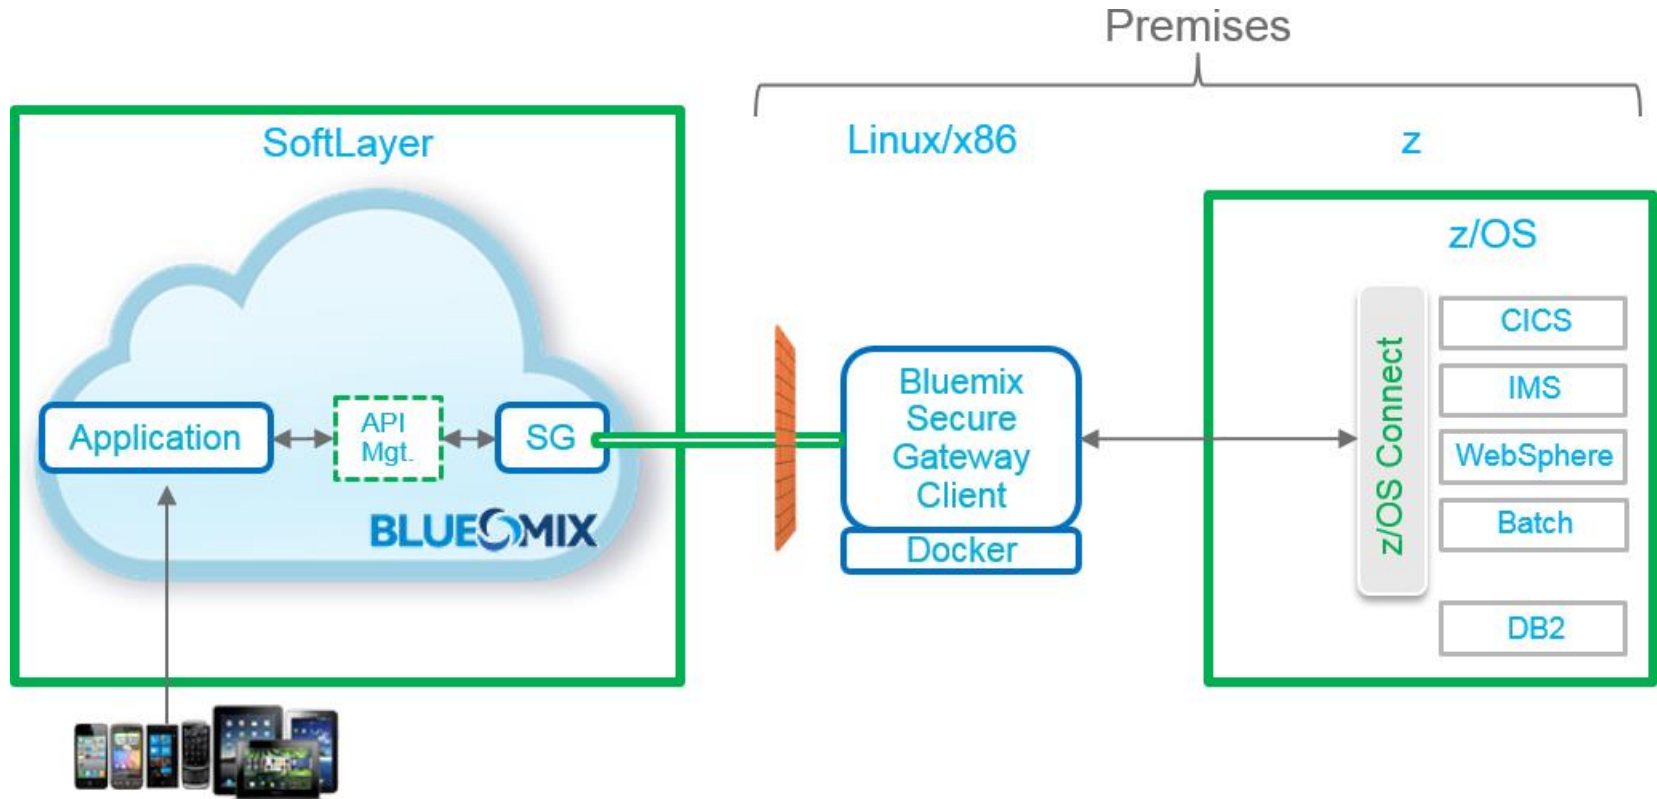 Premises
SoftLayer
Linux/x86
z
z/OS
Application
API
Mgt.
SG
BLUEMIX
Bluemix
Secure
Gateway
Client
Docker
z/OS Connect
CICS
IMS
WebSphere
Batch
DB2